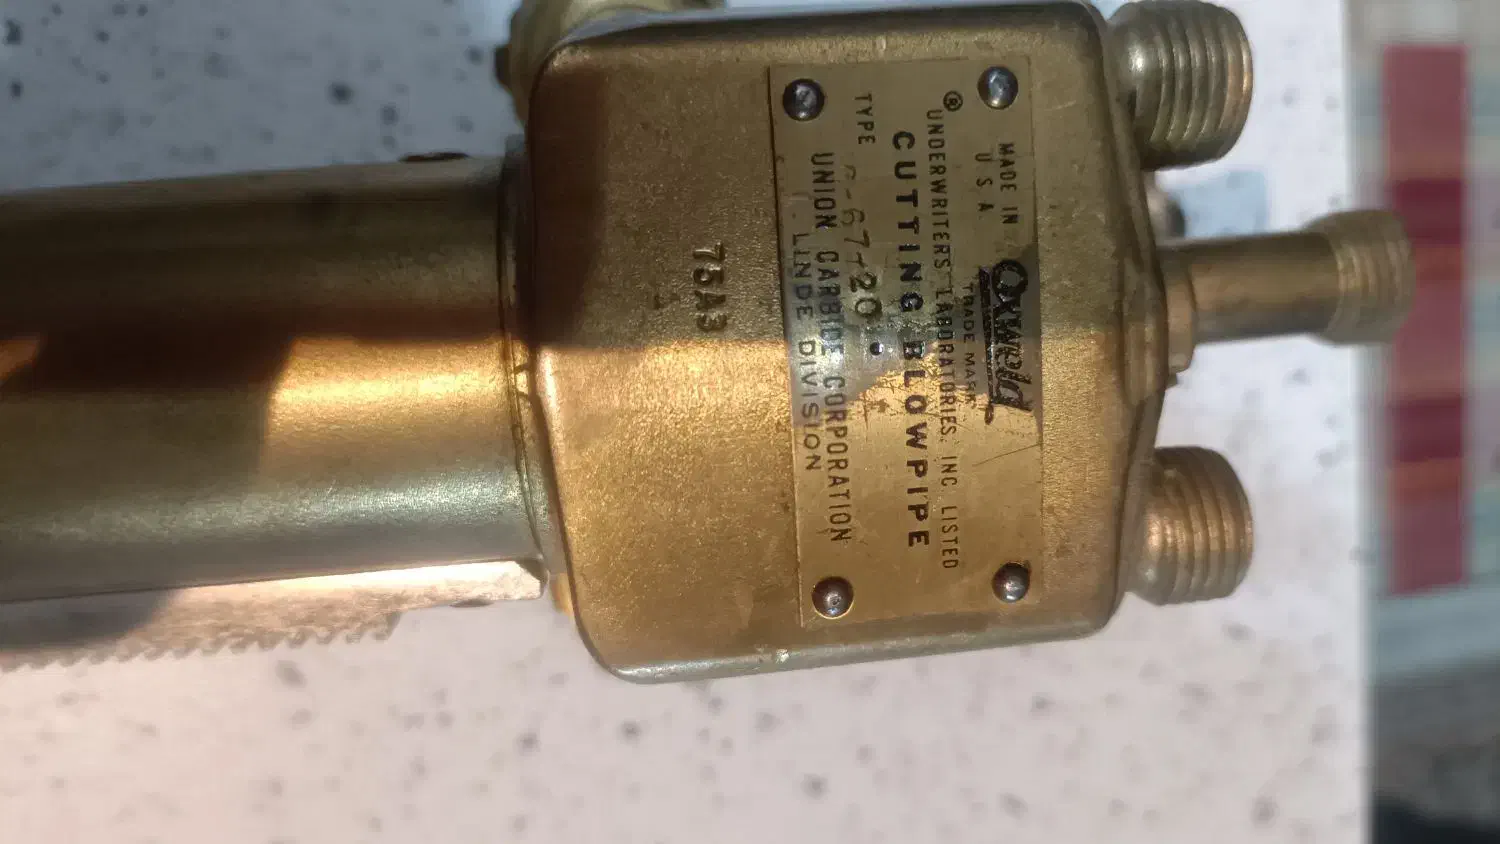 MADE IN
U.S.A.
Oxweld
TRADE MARK
® UNDERWRITERS' LABORATORIES, INC. LISTED
CUTTING BLOWPIPE
TYPE
UNION CARBIDE CORPORATION
LINDE DIVISION
75A3